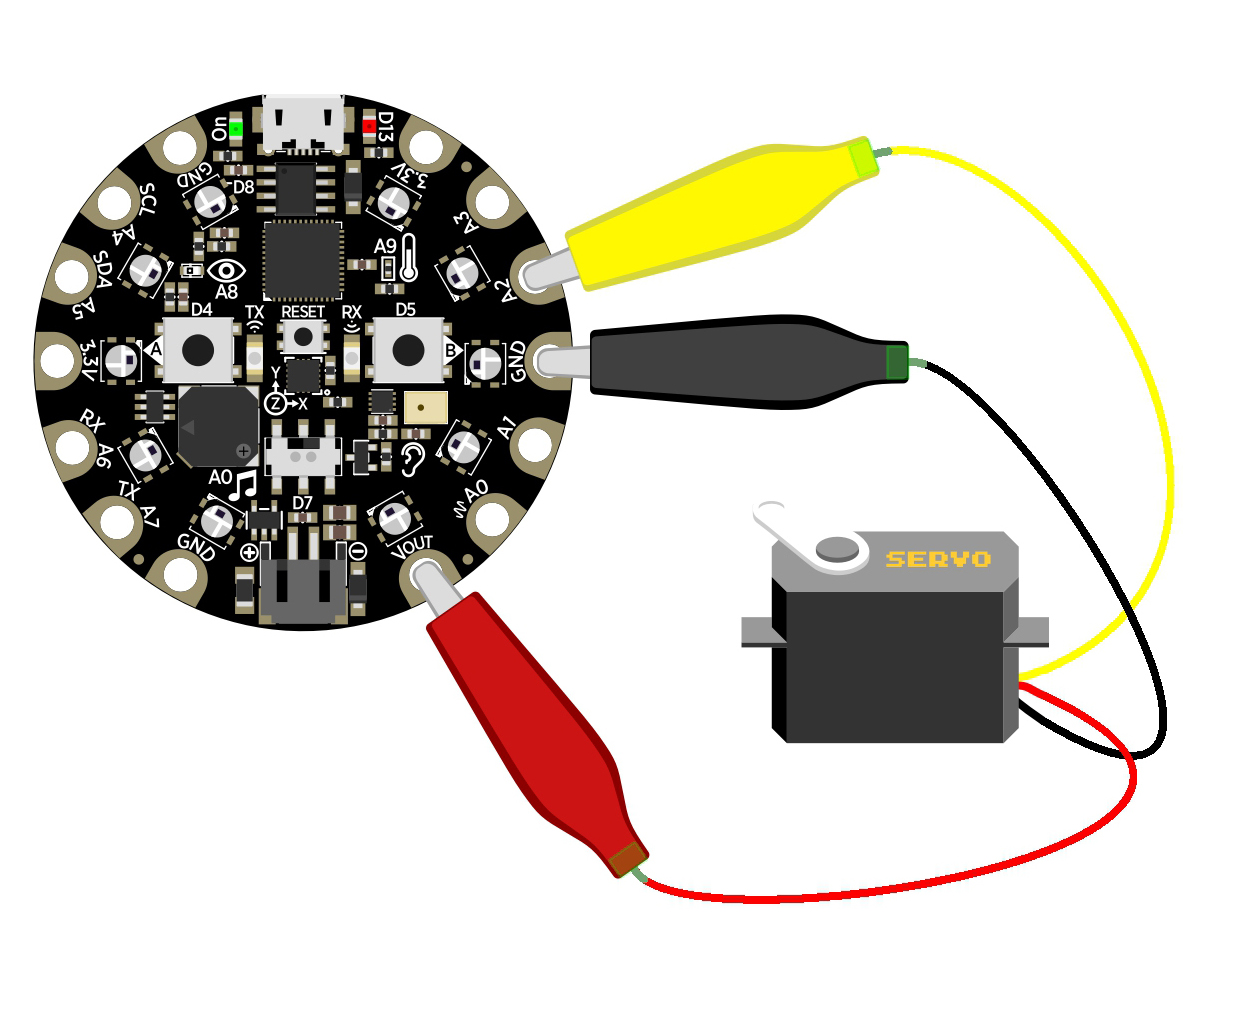 On
D13
GND
D8
3.3V
SCL
A4
A3
SDA
A5
A8
A9
A2
D4
TX
RESET
RX
D5
3.3V
A
B
GND
Y
Z
X
RX
A6
A1
TX
A7
A0
D7
A0
GND
VOUT
SERVO